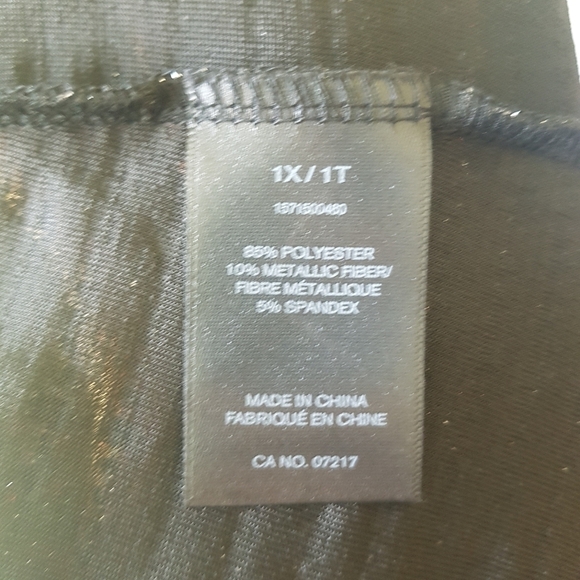 1X/1T
1571500480
85% POLYESTER
10% METALLIC FIBER/
FIBRE MÉTALLIQUE
5% SPANDEX
MADE IN CHINA
FABRIQUÉ EN CHINE
CA NO. 07217